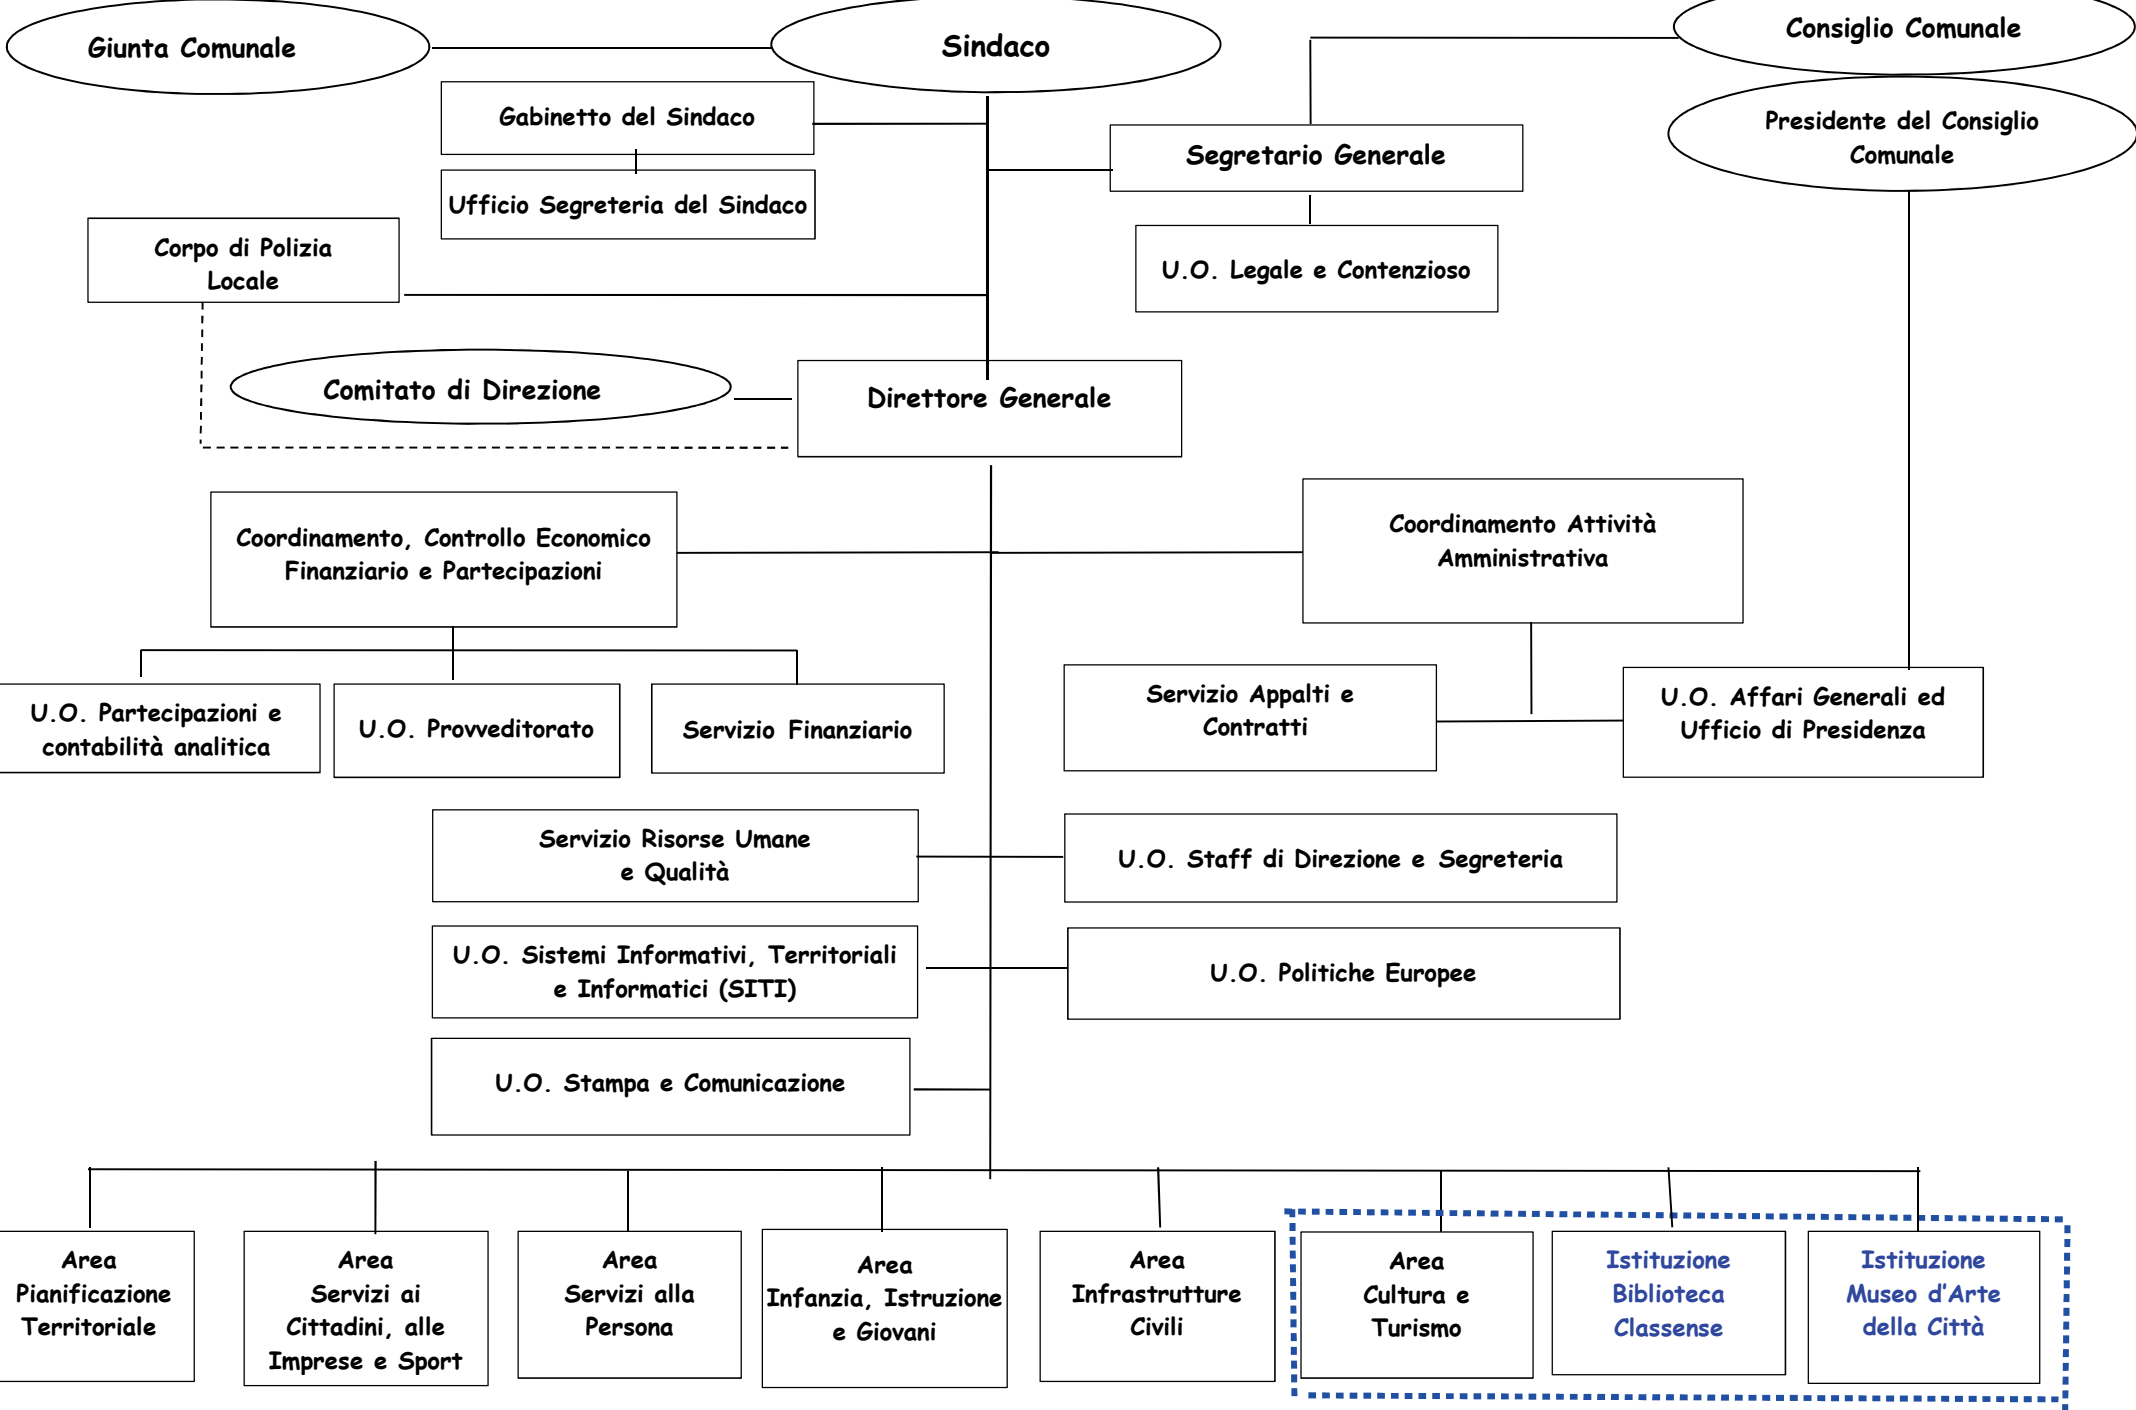 Giunta Comunale
Sindaco
Consiglio Comunale
Gabinetto del Sindaco
Presidente del Consiglio
Comunale
Segretario Generale
Ufficio Segreteria del Sindaco
Corpo di Polizia
Locale
U.O. Legale e Contenzioso
Comitato di Direzione
Direttore Generale
Coordinamento, Controllo Economico
Finanziario e Partecipazioni
Coordinamento Attività
Amministrativa
U.O. Partecipazioni e
contabilità analitica
U.O. Provveditorato
Servizio Finanziario
Servizio Appalti e
Contratti
U.O. Affari Generali ed
Ufficio di Presidenza
Servizio Risorse Umane
e Qualità
U.O. Staff di Direzione e Segreteria
U.O. Sistemi Informativi, Territoriali
e Informatici (SITI)
U.O. Politiche Europee
U.O. Stampa e Comunicazione
Area
Pianificazione
Territoriale
Area
Servizi ai
Cittadini, alle
Imprese e Sport
Area
Servizi alla
Persona
Area
Infanzia, Istruzione
e Giovani
Area
Infrastrutture
Civili
Area
Cultura e
Turismo
Istituzione
Biblioteca
Classense
Istituzione
Museo d'Arte
della Città